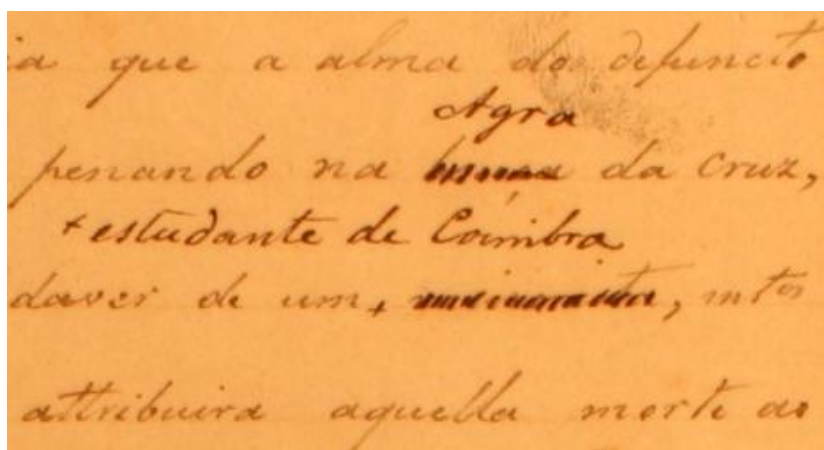 ia que a alma do defuncto
Agra
penando na da cruz,
+ estudante de Coimbra
daver de um + , mtos
attribuira aquella morte ao